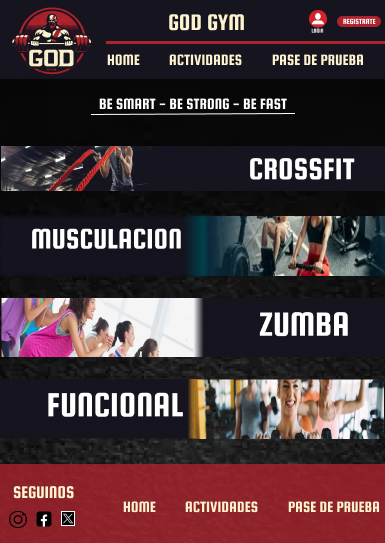 GOD GYM
GOD
LOGIN
REGISTRATE
HOME ACTIVIDADES PASE DE PRUEBA
BE SMART - BE STRONG - BE FAST
CROSSFIT
MUSCULACION
ZUMBA
FUNCIONAL
SEGUINOS
HOME ACTIVIDADES PASE DE PRUEBA